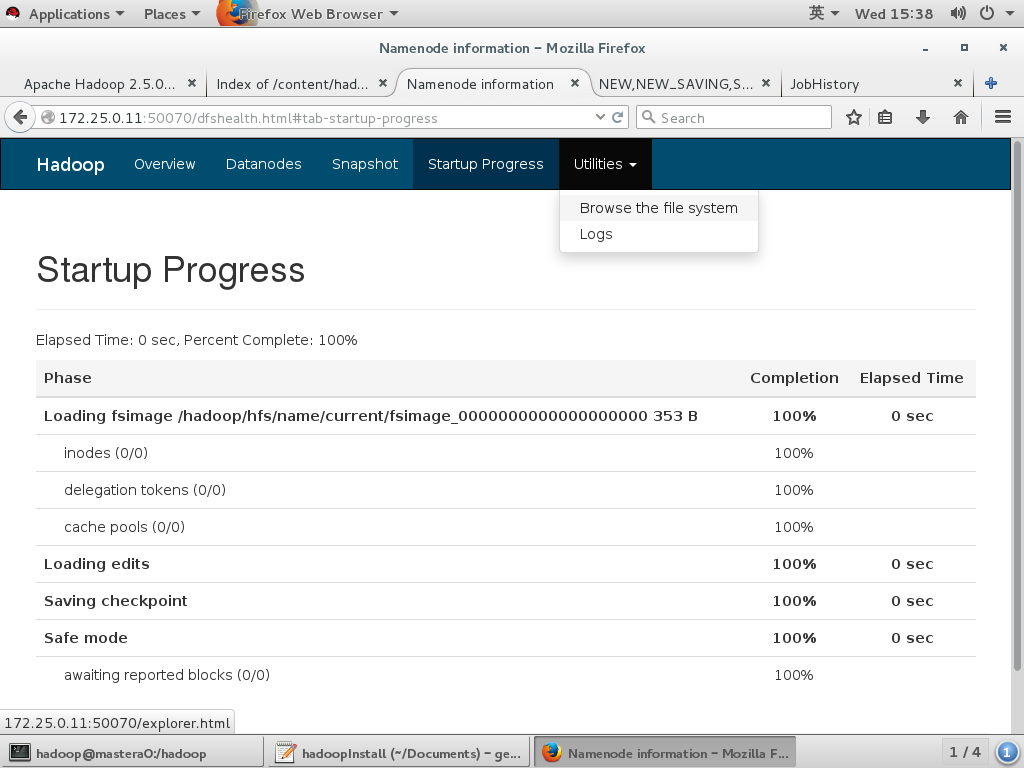 Applications Places Firefox Web Browser 英 Wed 15:38
Namenode information - Mozilla Firefox
Apache Hadoop 2.5.0... Index of /content/had... Namenode information NEW,NEW_SAVING,S... JobHistory
172.25.0.11:50070/dfshealth.html#tab-startup-progress Search
Hadoop Overview Datanodes Snapshot Startup Progress Utilities
Browse the file system
Logs
Startup Progress
Elapsed Time: 0 sec, Percent Complete: 100%
Phase Completion Elapsed Time
Loading fsimage /hadoop/hfs/name/current/fsimage_0000000000000000000 353 B 100% 0 sec
inodes (0/0) 100%
delegation tokens (0/0) 100%
cache pools (0/0) 100%
Loading edits 100% 0 sec
Saving checkpoint 100% 0 sec
Safe mode 100% 0 sec
awaiting reported blocks (0/0) 100%
172.25.0.11:50070/explorer.html
hadoop@mastera0:/hadoop hadoopInstall (~/Documents) - ge... Namenode information - Mozilla F... 1 / 4 1